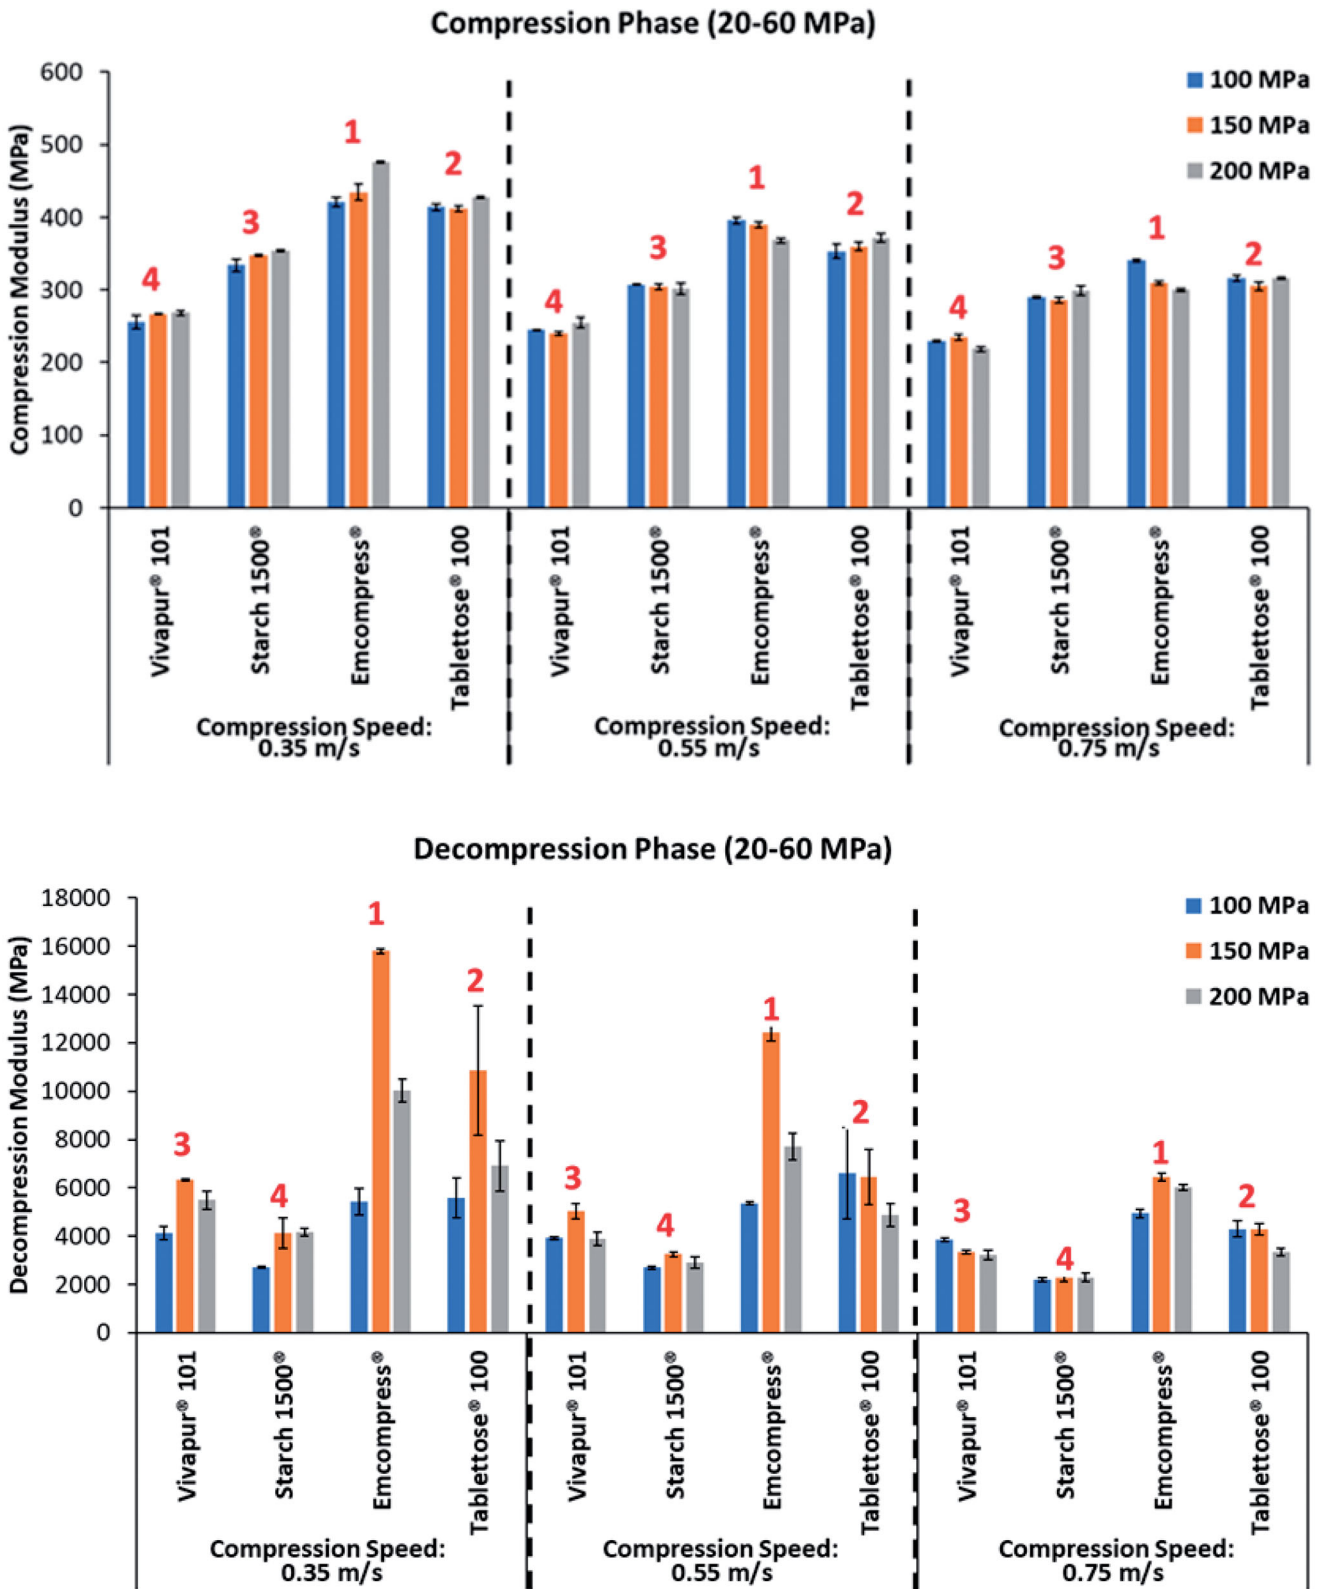 Compression Phase (20-60 MPa)
Compression Modulus (MPa)
600
500
400
300
200
100
0
100 MPa
150 MPa
200 MPa
4
3
1
2
4
3
1
2
4
3
1
2
Vivapur® 101
Starch 1500®
Emcompress®
Tablettose® 100
Vivapur® 101
Starch 1500®
Emcompress®
Tablettose® 100
Vivapur® 101
Starch 1500®
Emcompress®
Tablettose® 100
Compression Speed:
0.35 m/s
Compression Speed:
0.55 m/s
Compression Speed:
0.75 m/s
Decompression Phase (20-60 MPa)
Decompression Modulus (MPa)
18000
16000
14000
12000
10000
8000
6000
4000
2000
0
100 MPa
150 MPa
200 MPa
3
4
1
2
3
4
1
2
3
4
1
2
Vivapur® 101
Starch 1500®
Emcompress®
Tablettose® 100
Vivapur® 101
Starch 1500®
Emcompress®
Tablettose® 100
Vivapur® 101
Starch 1500®
Emcompress®
Tablettose® 100
Compression Speed:
0.35 m/s
Compression Speed:
0.55 m/s
Compression Speed:
0.75 m/s